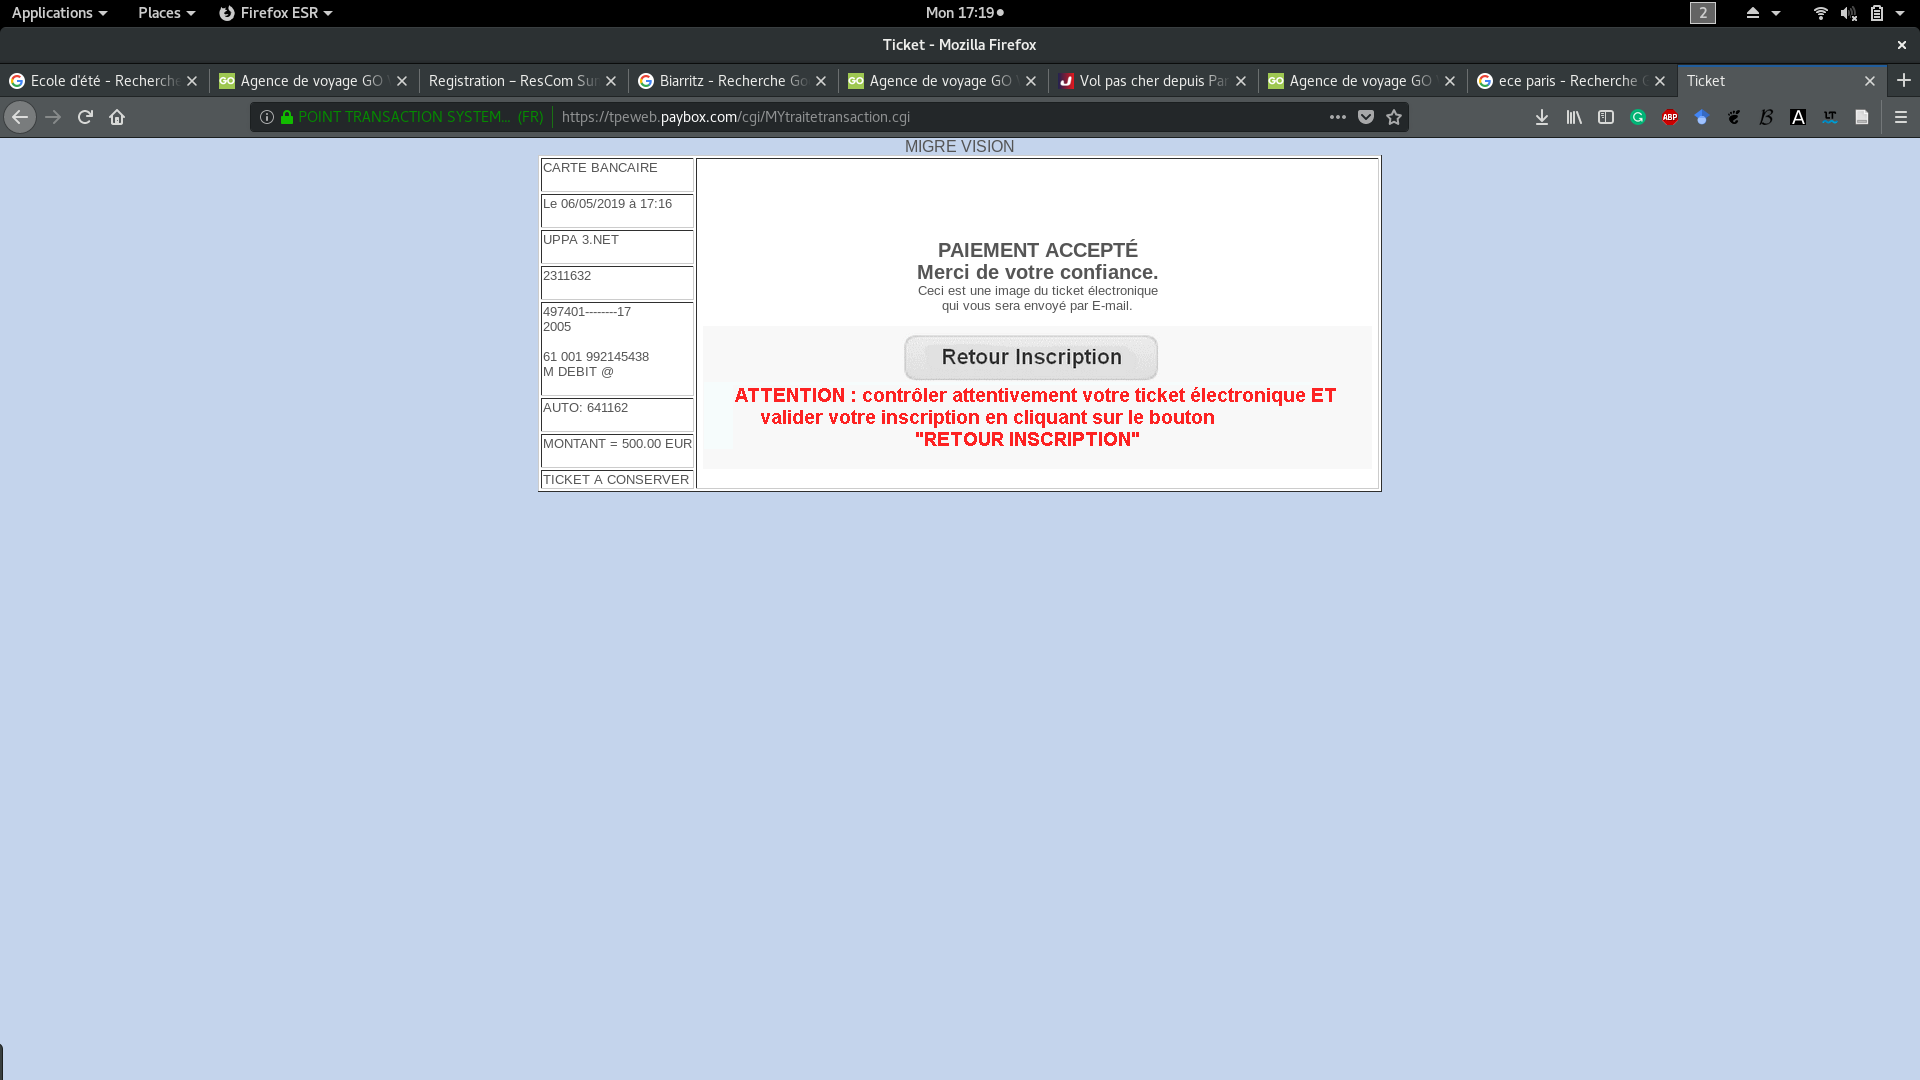 Applications
Places
Firefox ESR
Mon 17:19
2
Ticket - Mozilla Firefox
Ecole d'été - Recherche
Agence de voyage GO
Registration – ResCom Sum
Biarritz - Recherche Go
Agence de voyage GO
Vol pas cher depuis Par
Agence de voyage GO
ece paris - Recherche G
Ticket
POINT TRANSACTION SYSTEM... (FR)
https://tpeweb.paybox.com/cgi/MYtraitetransaction.cgi
MIGRE VISION
CARTE BANCAIRE
Le 06/05/2019 à 17:16
UPPA 3.NET
2311632
497401--------17
2005
61 001 992145438
M DEBIT @
AUTO: 641162
MONTANT = 500.00 EUR
TICKET A CONSERVER
PAIEMENT ACCEPTÉ
Merci de votre confiance.
Ceci est une image du ticket électronique
qui vous sera envoyé par E-mail.
Retour Inscription
ATTENTION : contrôler attentivement votre ticket électronique ET
valider votre inscription en cliquant sur le bouton
"RETOUR INSCRIPTION"